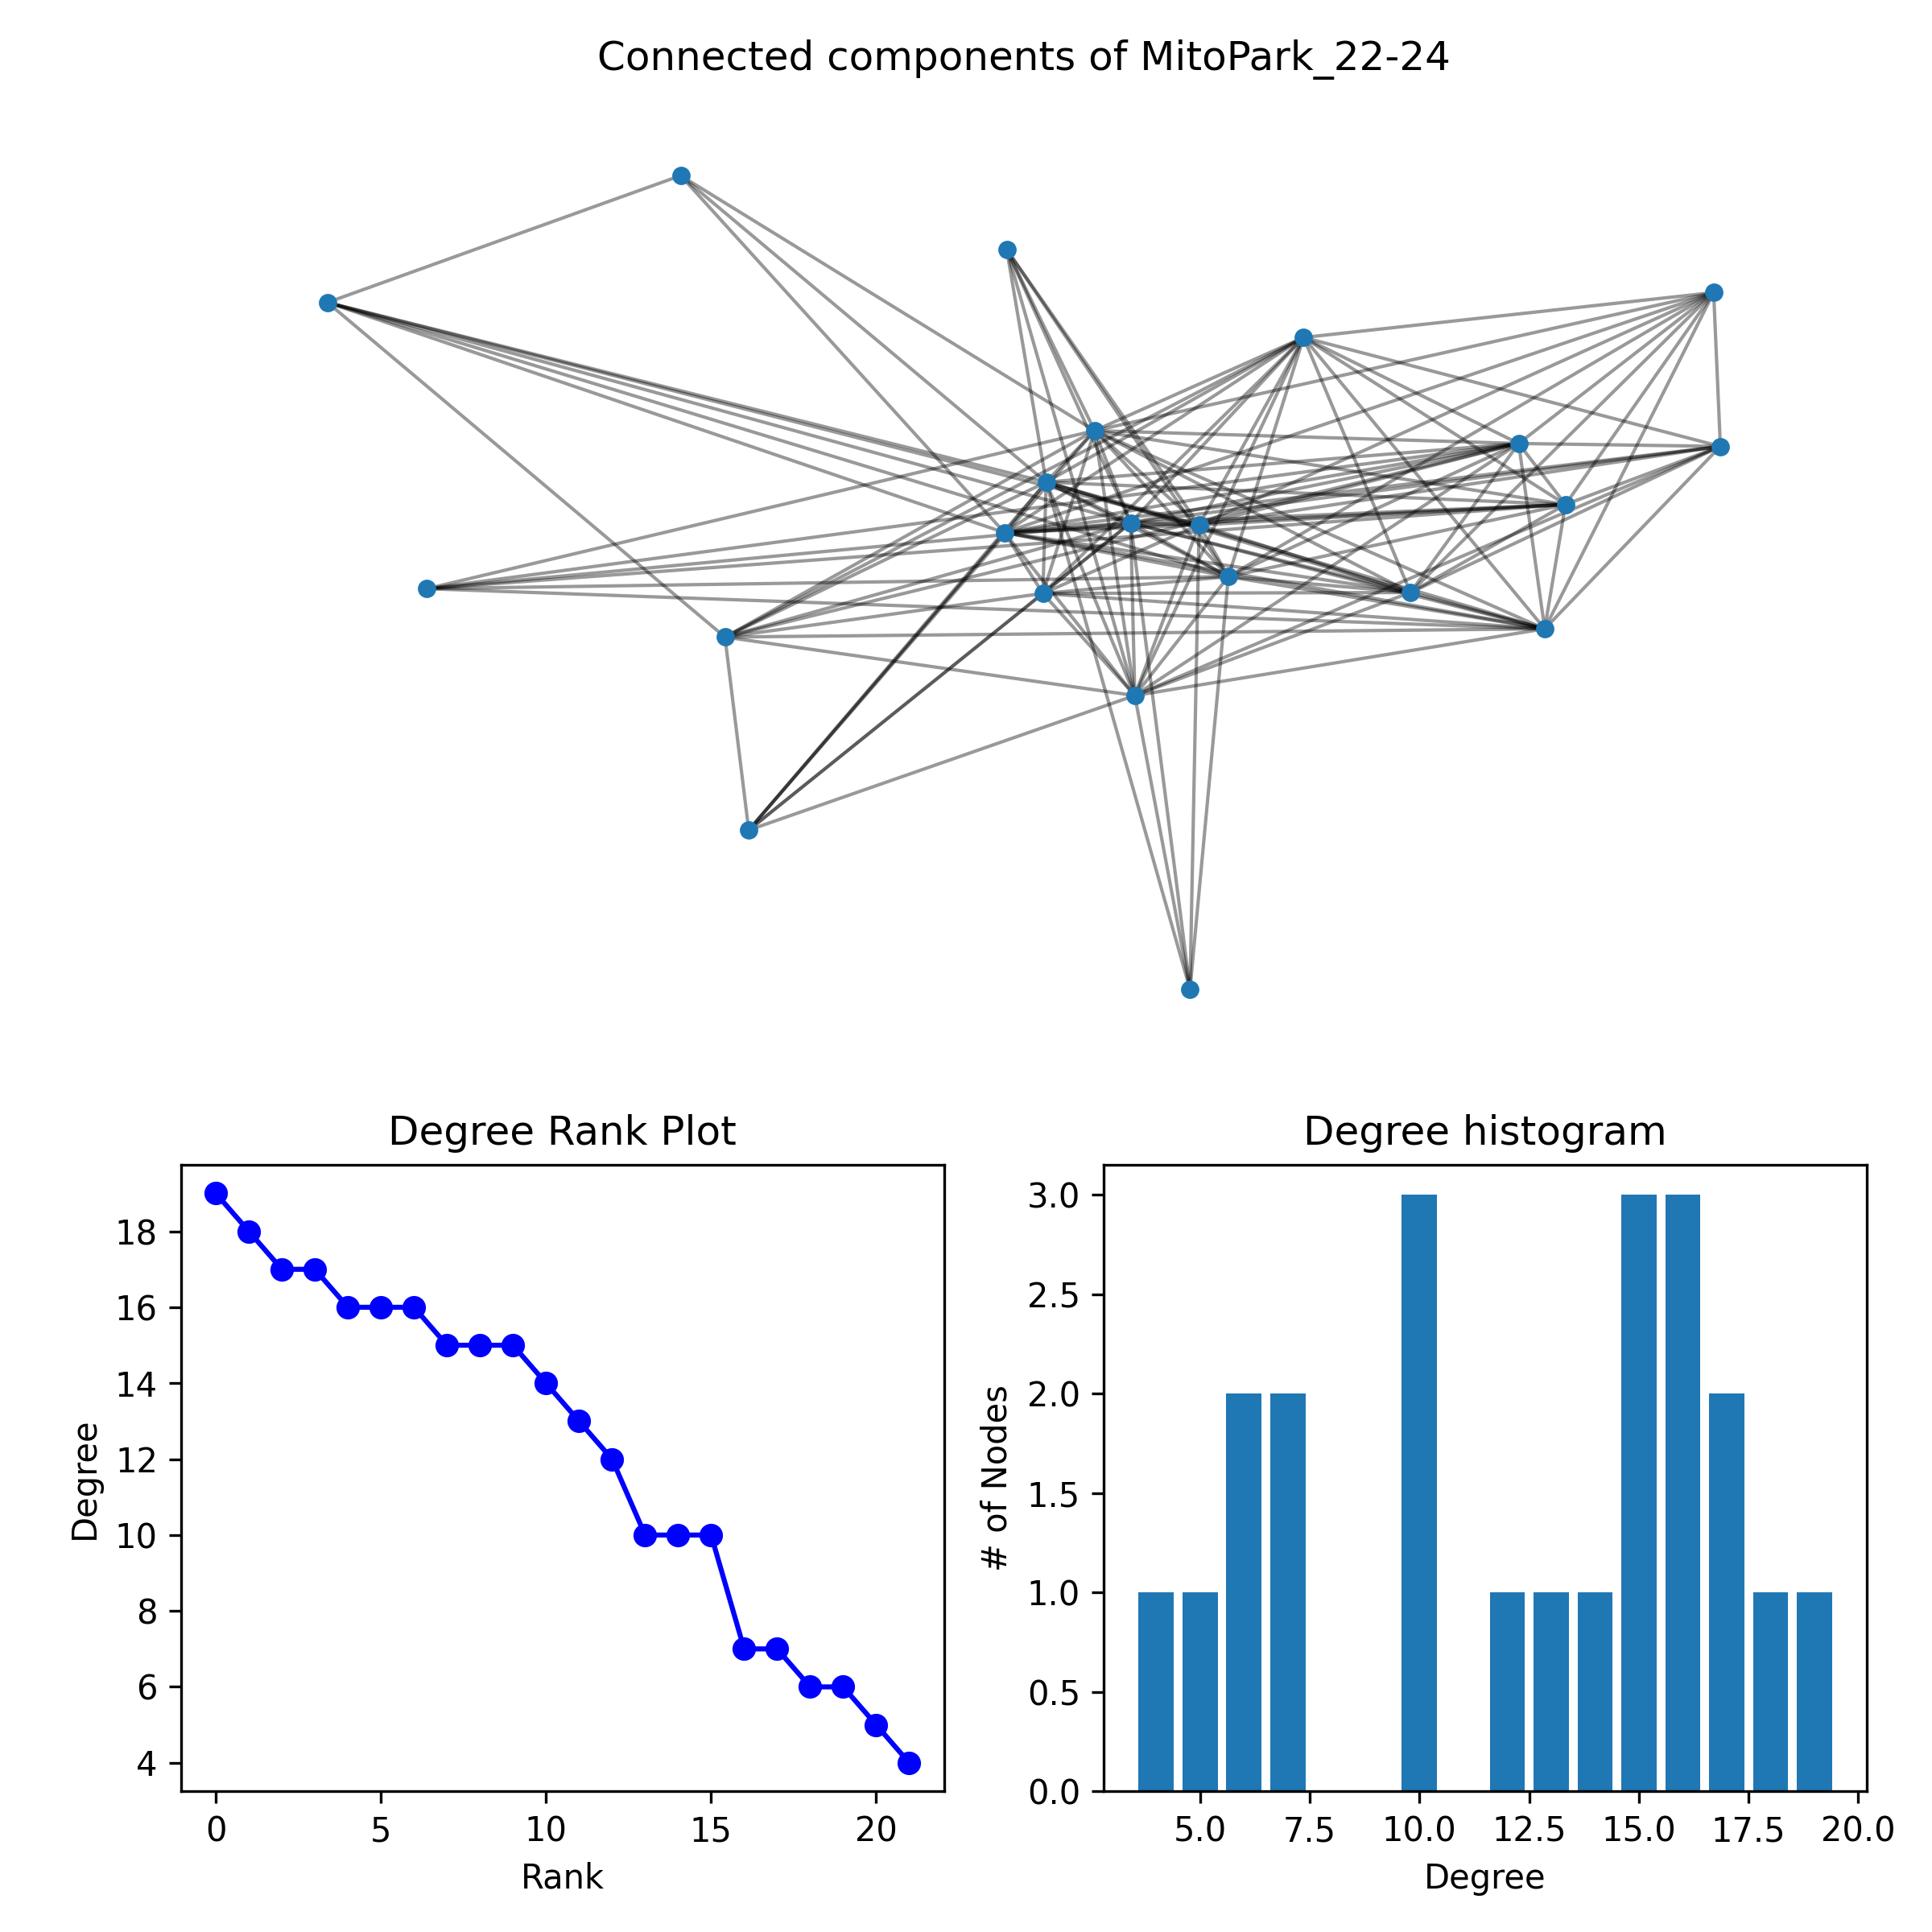 Connected components of MitoPark_22-24
Degree Rank Plot
Degree
18
16
14
12
10
8
6
4
0 5 10 15 20
Rank
Degree histogram
# of Nodes
3.0
2.5
2.0
1.5
1.0
0.5
0.0
5.0 7.5 10.0 12.5 15.0 17.5 20.0
Degree